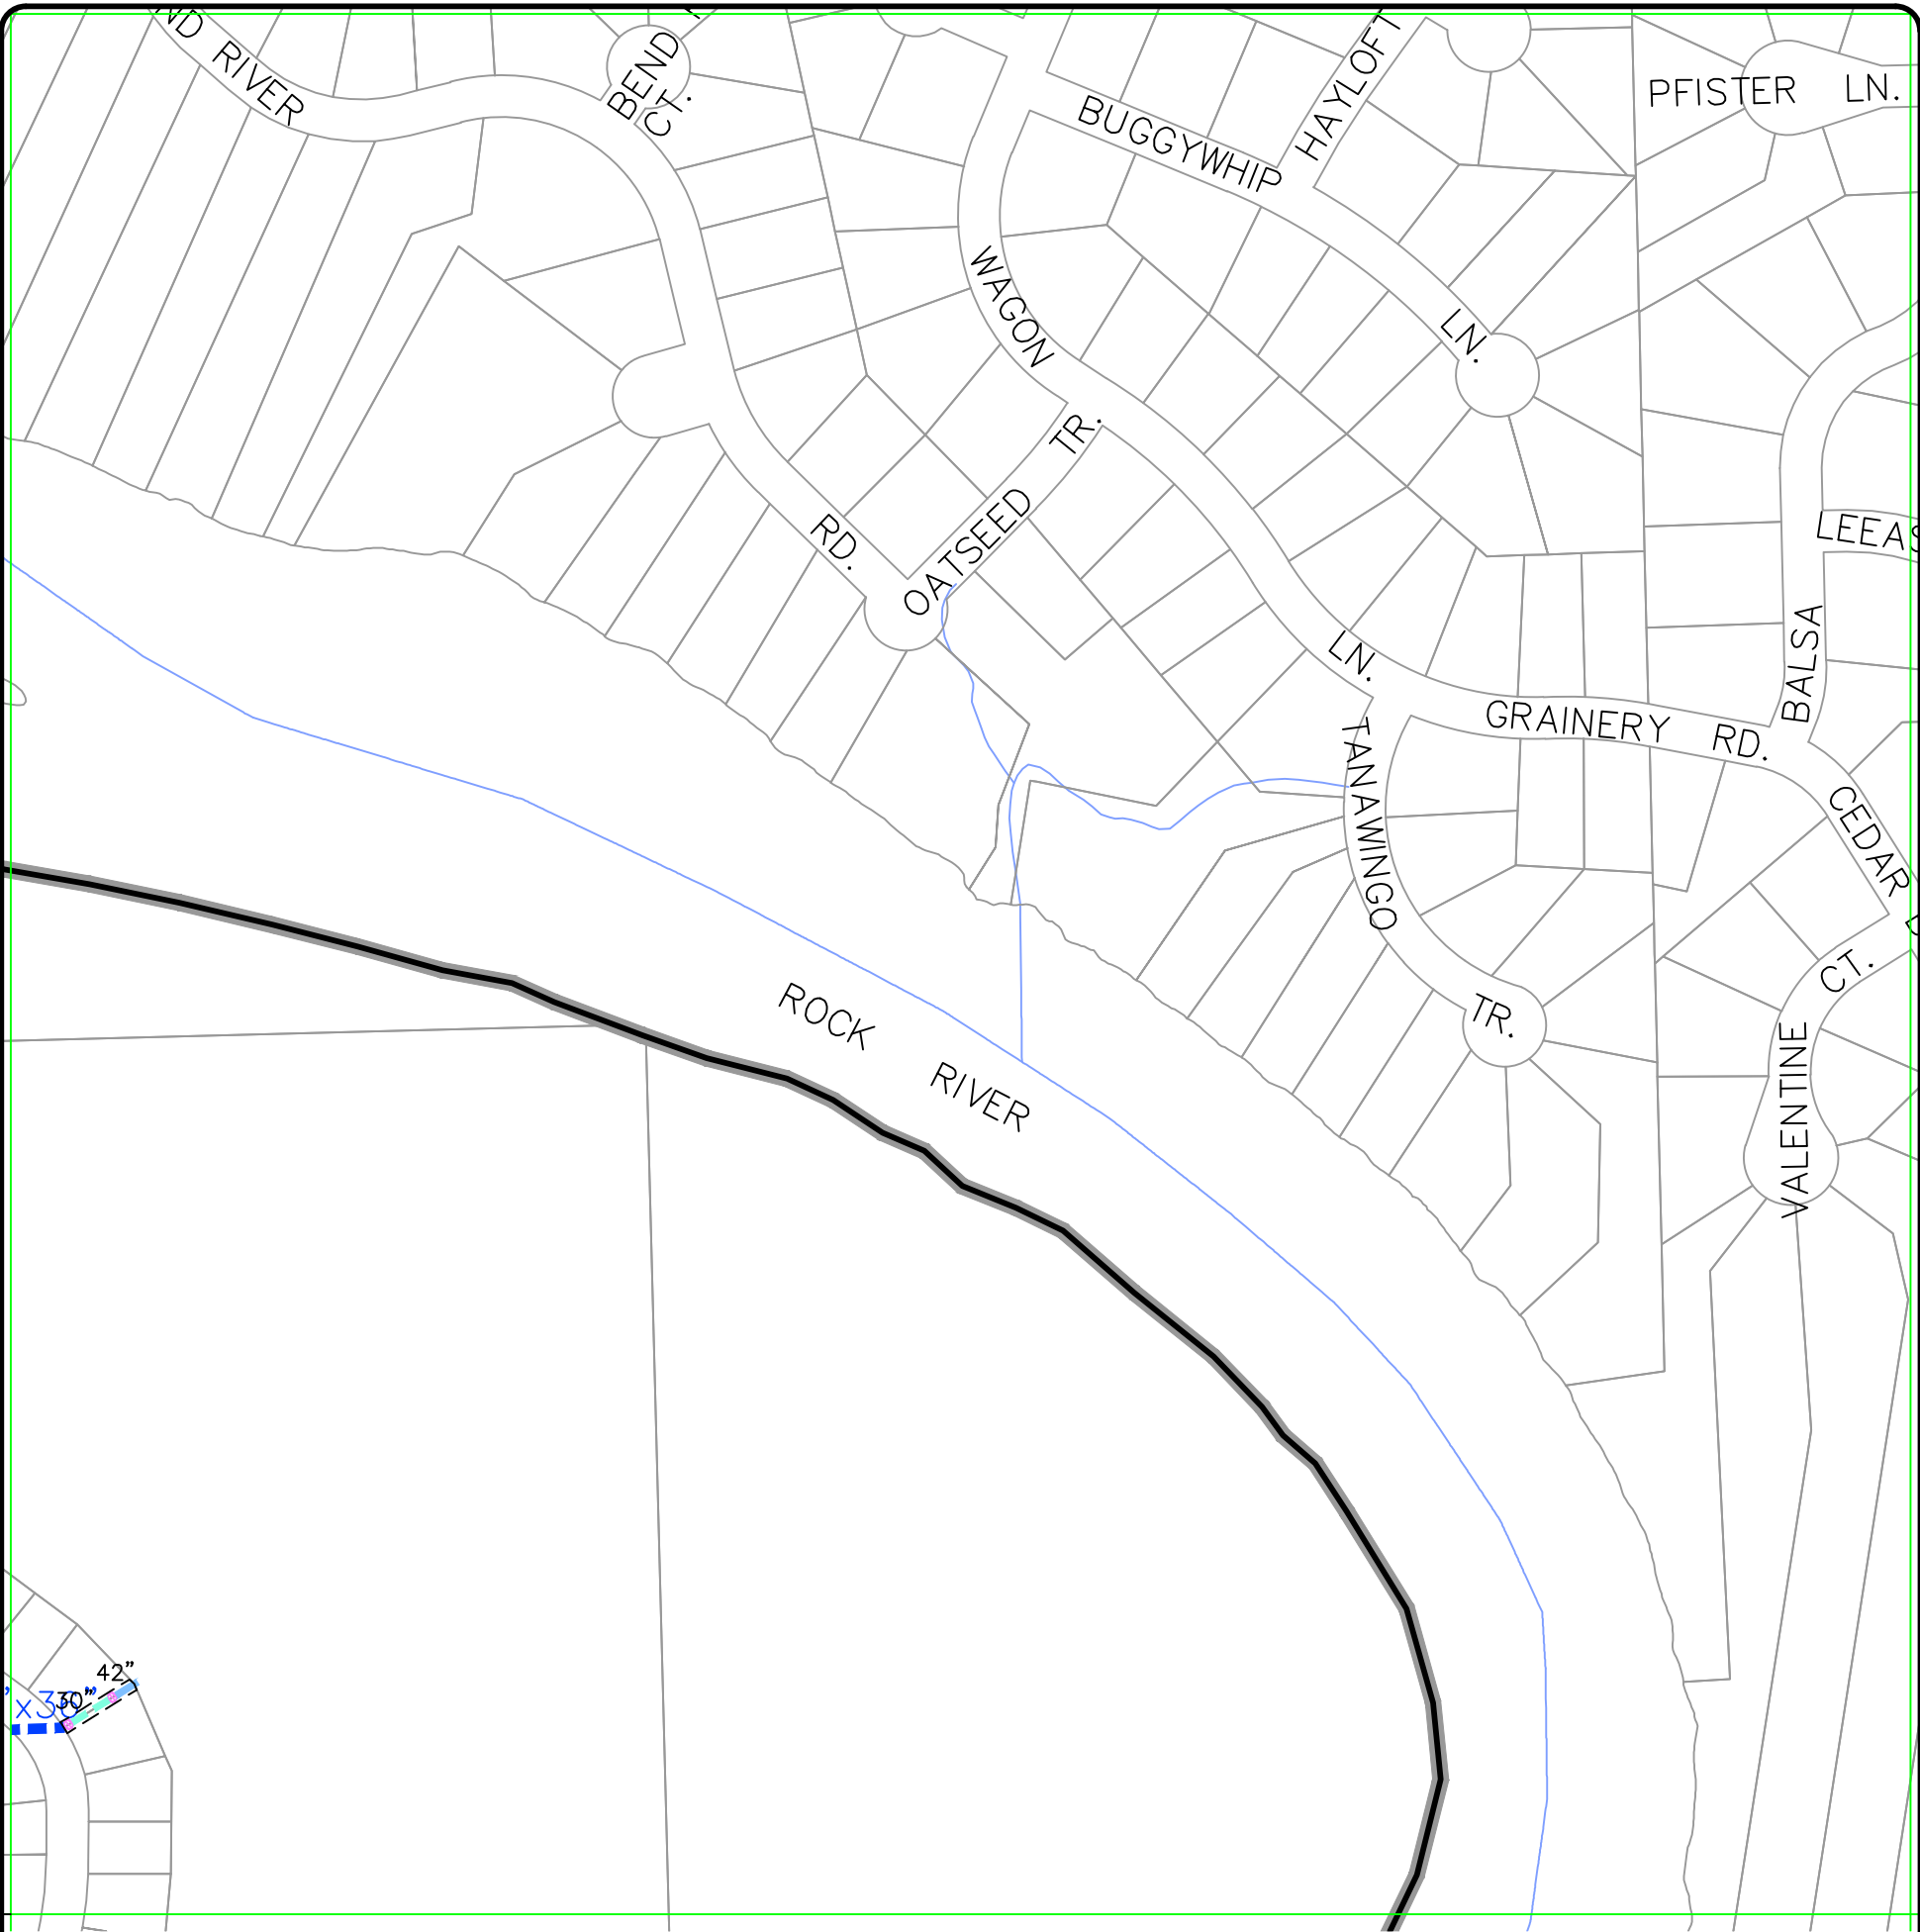 ND RIVER
BEND
CT.
HAYLOFT
PFISTER LN.
BUGGYWHIP
LN.
WAGON
TR.
OATSEED
RD.
LEEAS
BALSA
LN.
GRAINERY RD.
TANAWINGO
TR.
CEDAR
CT.
VALENTINE
ROCK
RIVER
42"
30"